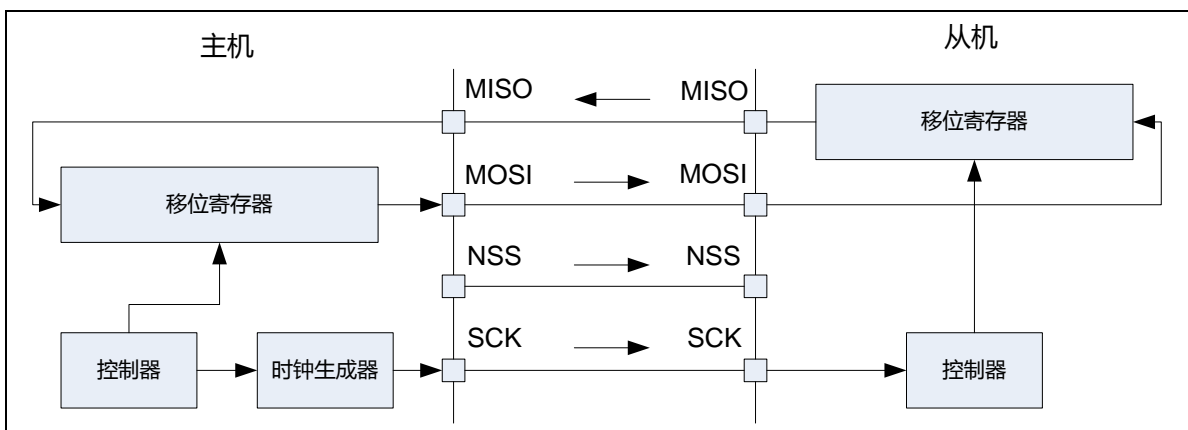 主机
从机
MISO
MISO
移位寄存器
MOSI
MOSI
移位寄存器
NSS
NSS
SCK
SCK
控制器
时钟生成器
控制器